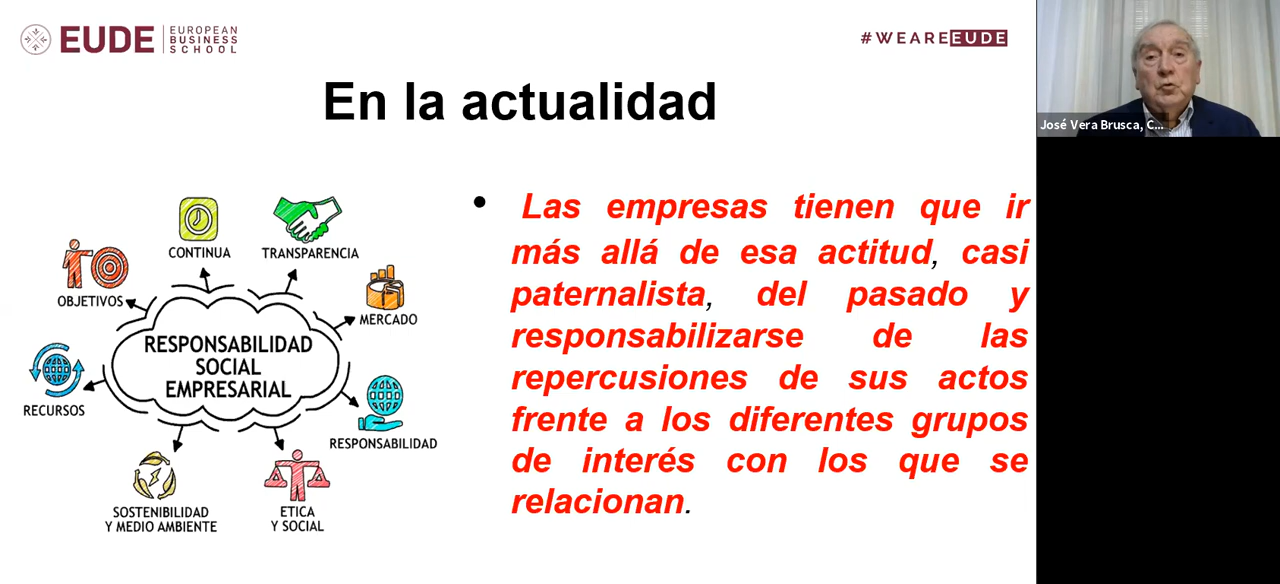 EUDE
EUROPEAN
BUSINESS
SCHOOL
#WEAREEUDE
En la actualidad
CONTINUA
TRANSPARENCIA
OBJETIVOS
MERCADO
RESPONSABILIDAD
SOCIAL
EMPRESARIAL
RECURSOS
RESPONSABILIDAD
SOSTENIBILIDAD
Y MEDIO AMBIENTE
ETICA
Y SOCIAL
• Las empresas tienen que ir
más allá de esa actitud, casi
paternalista, del pasado y
responsabilizarse de las
repercusiones de sus actos
frente a los diferentes grupos
de interés con los que se
relacionan.
José Vera Brusca, C...